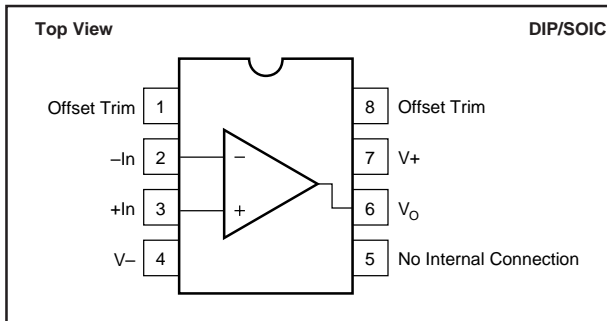 Top View
DIP/SOIC
Offset Trim 1
8 Offset Trim
–In 2 –
7 V+
+In 3 +
6 VO
V– 4
5 No Internal Connection